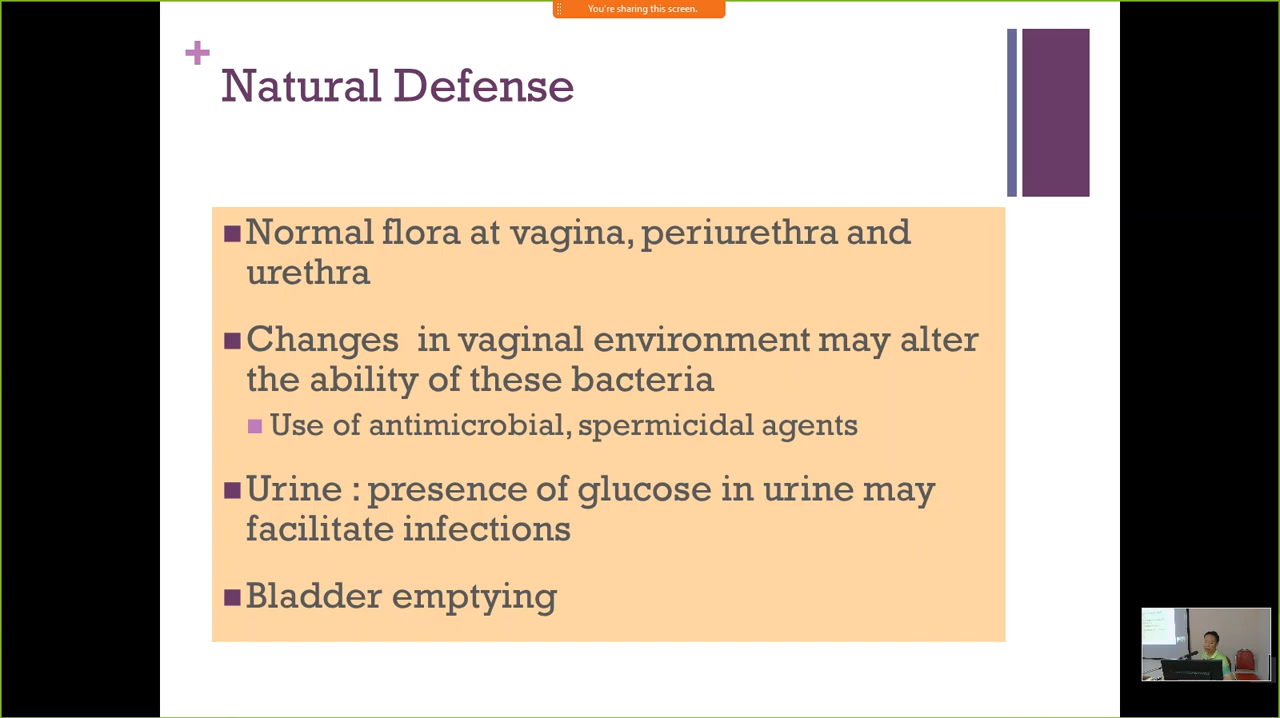 You're sharing this screen.
+
Natural Defense
Normal flora at vagina, periurethra and
urethra
Changes in vaginal environment may alter
the ability of these bacteria
Use of antimicrobial, spermicidal agents
Urine : presence of glucose in urine may
facilitate infections
Bladder emptying